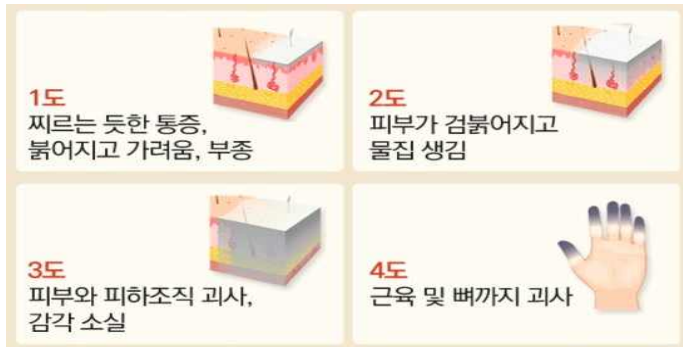 1도
찌르는 듯한 통증,
붉어지고 가려움, 부종
2도
피부가 검붉어지고
물집 생김
3도
피부와 피하조직 괴사,
감각 소실
4도
근육 및 뼈까지 괴사